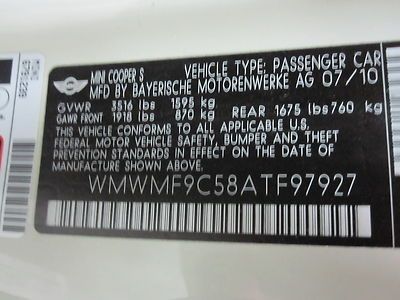 MINI COOPER S VEHICLE TYPE: PASSENGER CAR
MFD BY BAYERISCHE MOTORENWERKE AG 07/10
GVWR 3516 lbs 1595 kg
GAWR FRONT 1918 lbs 870 kg REAR 1675 lbs760 kg
THIS VEHICLE CONFORMS TO ALL APPLICABLE FEDERAL
MOTOR VEHICLE SAFETY, BUMPER AND THEFT
PREVENTION STANDARDS IN EFFECT ON THE DATE OF
MANUFACTURE SHOWN ABOVE.
WMWMF9C58ATF97927